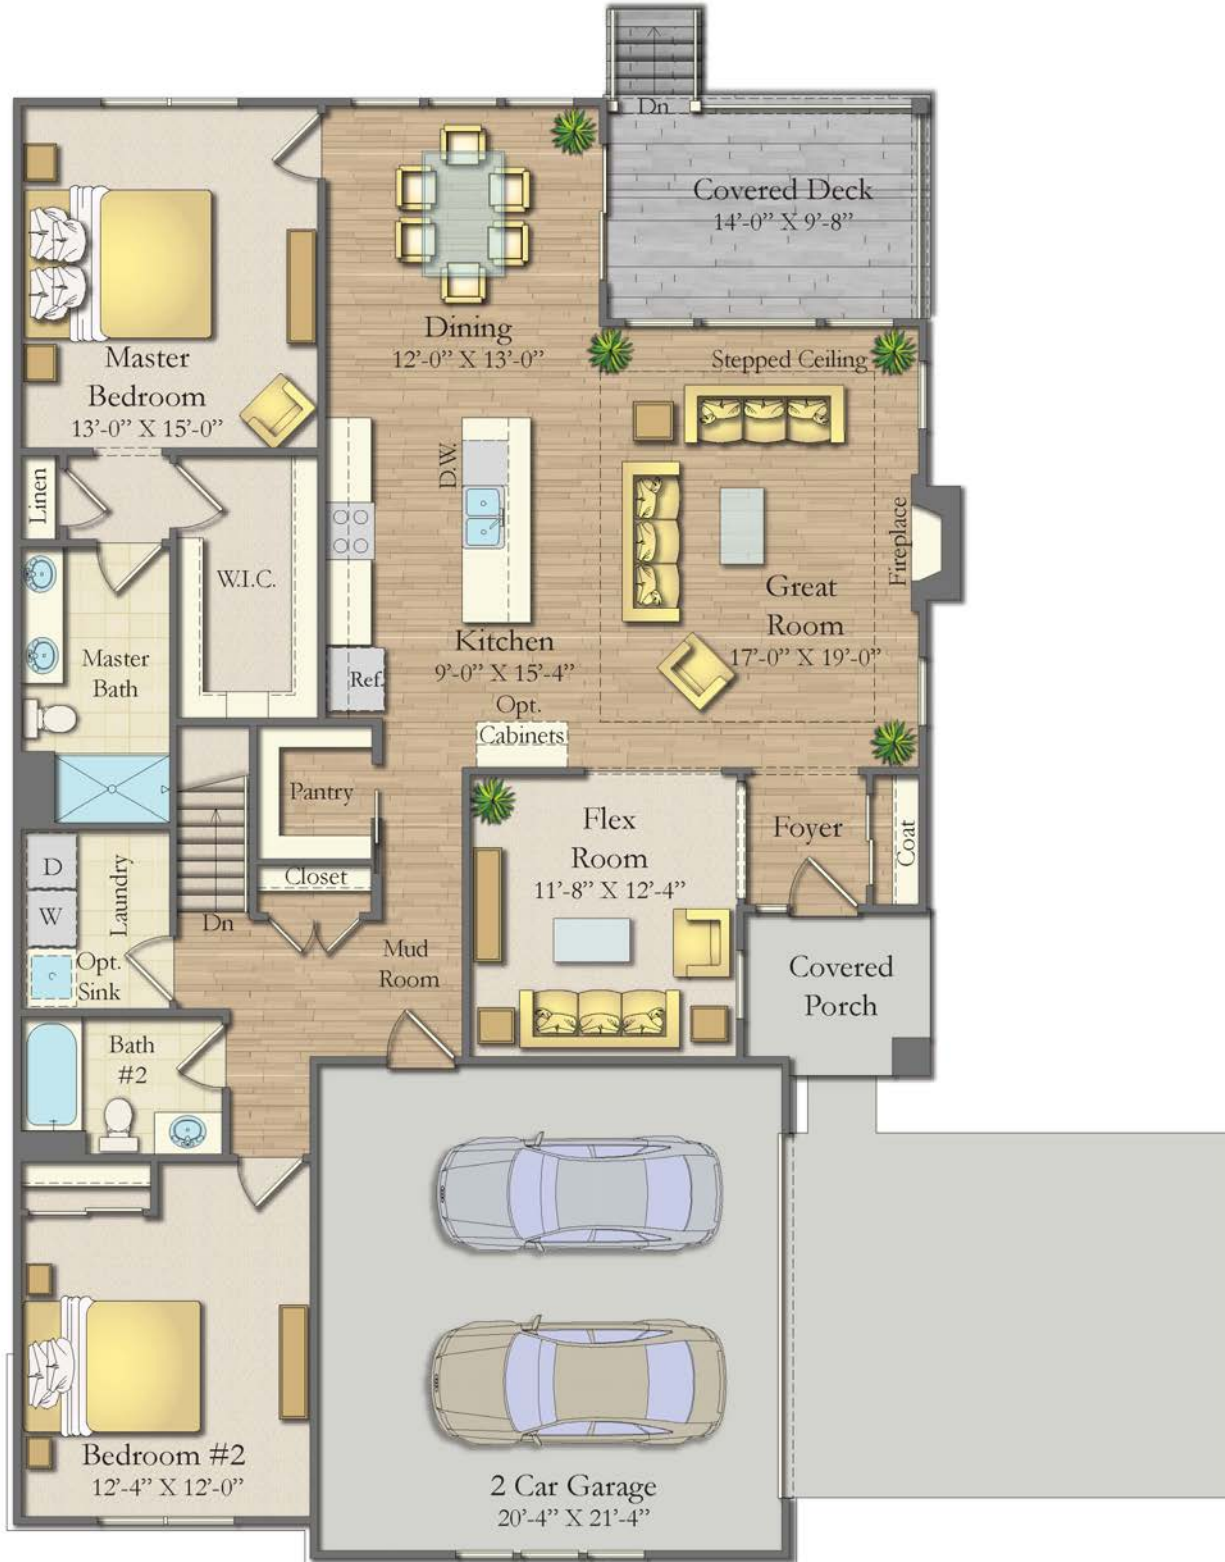 Dn
Covered Deck
14'-0” X 9'-8”
Dining
12'-0” X 13'-0”
Master
Bedroom
13'-0” X 15'-0”
Stepped Ceiling
Linen
W.I.C.
D.W.
Kitchen
9'-0” X 15'-4”
Great
Room
17'-0” X 19'-0”
Fireplace
Master
Bath
Ref.
Opt.
Cabinets
Pantry
Closet
Flex
Room
11'-8” X 12'-4”
Foyer
Coat
D
W
Laundry
Opt.
Sink
Dn
Mud
Room
Covered
Porch
Bath
#2
Bedroom #2
12'-4” X 12'-0”
2 Car Garage
20'-4” X 21'-4”